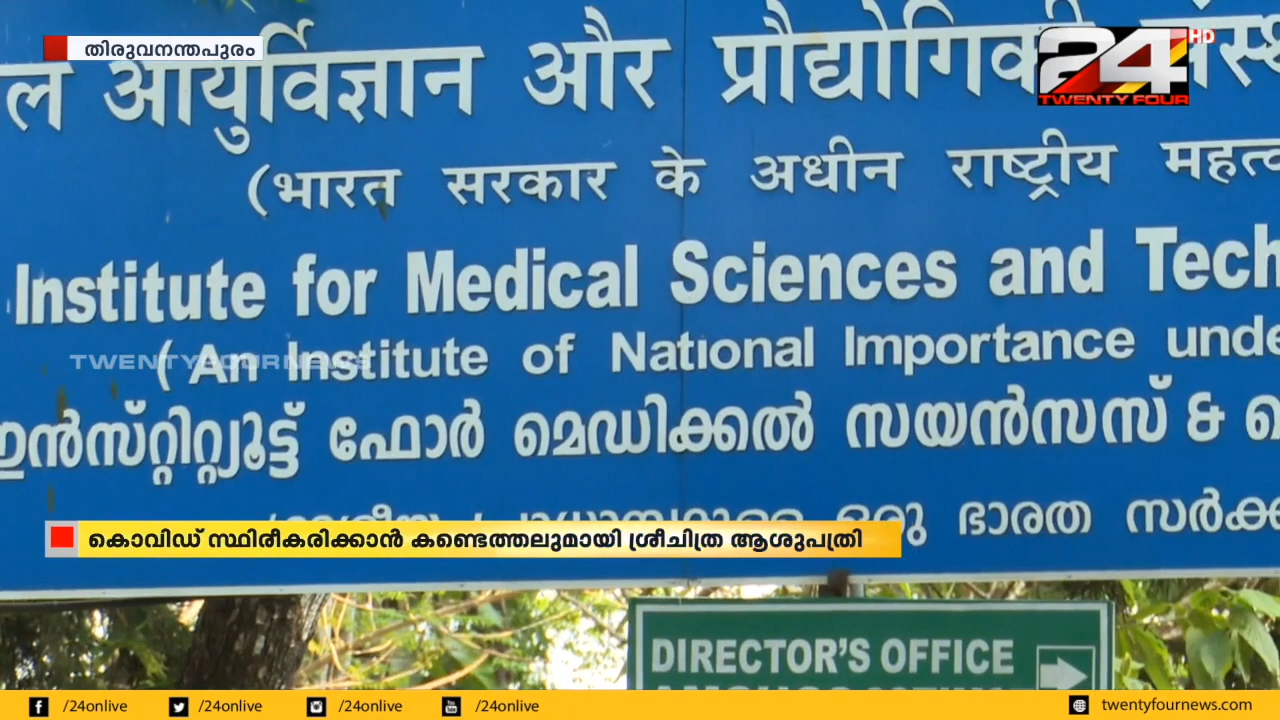 തിരുവനന്തപുരം
24 HD
TWENTY FOUR
आयुर्विज्ञान और प्रौद्योगिकी
(भारत सरकार के अधीन राष्ट्रीय
Institute for Medical Sciences and Tech
TWENTYFOURNEWS
( An Institute of National Importance unde
ഇൻസ്റ്റിറ്റ്യൂട്ട് ഫോർ മെഡിക്കൽ സയൻസസ് &
ഒരു ഭാരത സർക്ക
കൊവിഡ് സ്ഥിരീകരിക്കാൻ കണ്ടെത്തലുമായി ശ്രീചിത്ര ആശുപത്രി
DIRECTOR'S OFFICE
/24onlive /24onlive /24onlive /24onlive twentyfournews.com